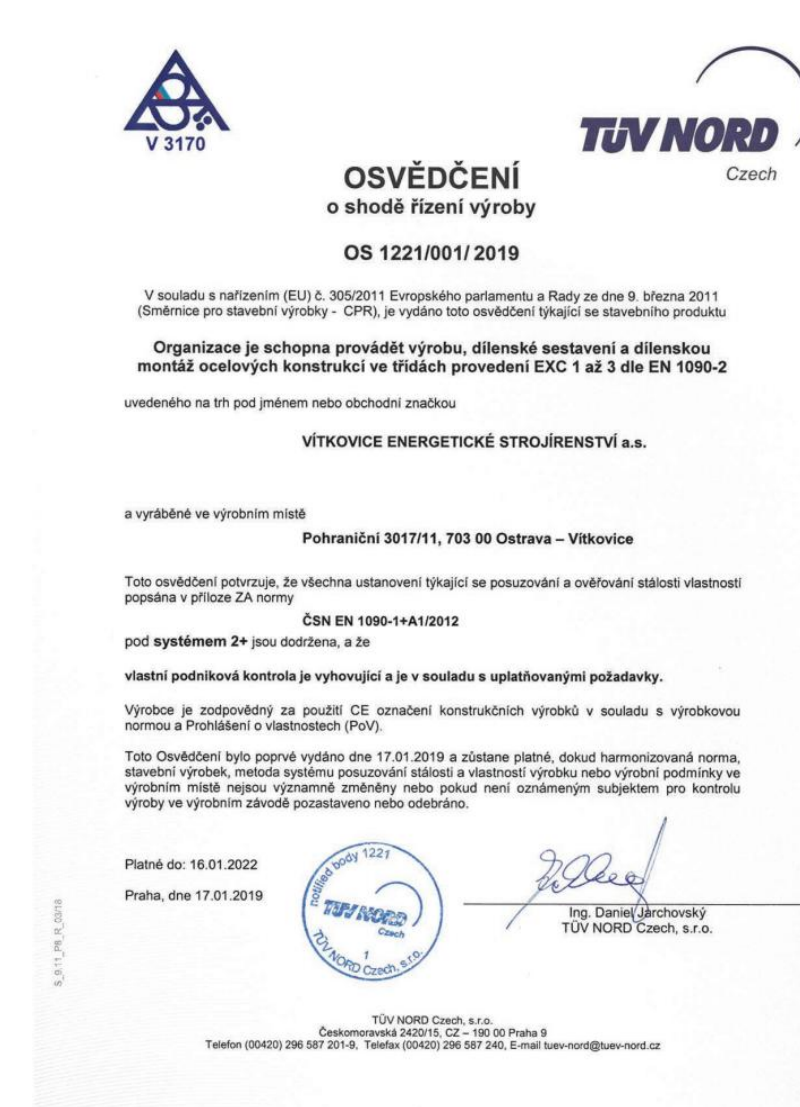 V 3170
TÜV NORD
Czech
OSVĚDČENÍ
o shodě řízení výroby
OS 1221/001/ 2019
V souladu s nařízením (EU) č. 305/2011 Evropského parlamentu a Rady ze dne 9. března 2011
(Směrnice pro stavební výrobky - CPR), je vydáno toto osvědčení týkající se stavebního produktu
Organizace je schopna provádět výrobu, dílenské sestavení a dílenskou
montáž ocelových konstrukcí ve třídách provedení EXC 1 až 3 dle EN 1090-2
uvedeného na trh pod jménem nebo obchodní značkou
VÍTKOVICE ENERGETICKÉ STROJÍRENSTVÍ a.s.
a vyráběné ve výrobním místě
Pohraniční 3017/11, 703 00 Ostrava – Vítkovice
Toto osvědčení potvrzuje, že všechna ustanovení týkající se posuzování a ověřování stálosti vlastností
popsána v příloze ZA normy
ČSN EN 1090-1+A1/2012
pod systémem 2+ jsou dodržena, a že
vlastní podniková kontrola je vyhovující a je v souladu s uplatňovanými požadavky.
Výrobce je zodpovědný za použití CE označení konstrukčních výrobků v souladu s výrobkovou
normou a Prohlášení o vlastnostech (PoV).
Toto Osvědčení bylo poprvé vydáno dne 17.01.2019 a zůstane platné, dokud harmonizovaná norma,
stavební výrobek, metoda systému posuzování stálosti a vlastností výrobku nebo výrobní podmínky ve
výrobním místě nejsou významně změněny nebo pokud není oznámeným subjektem pro kontrolu
výroby ve výrobním závodě pozastaveno nebo odebráno.
Platné do: 16.01.2022
Praha, dne 17.01.2019
notified body 1221
TÜV NORD
Czech
1
TÜV NORD Czech, s.r.o.
Ing. Daniel Jarchovský
TÜV NORD Czech, s.r.o.
S_9.11_P8_R_03/18
TÜV NORD Czech, s.r.o.
Českomoravská 2420/15, CZ – 190 00 Praha 9
Telefon (00420) 296 587 201-9, Telefax (00420) 296 587 240, E-mail tuev-nord@tuev-nord.cz